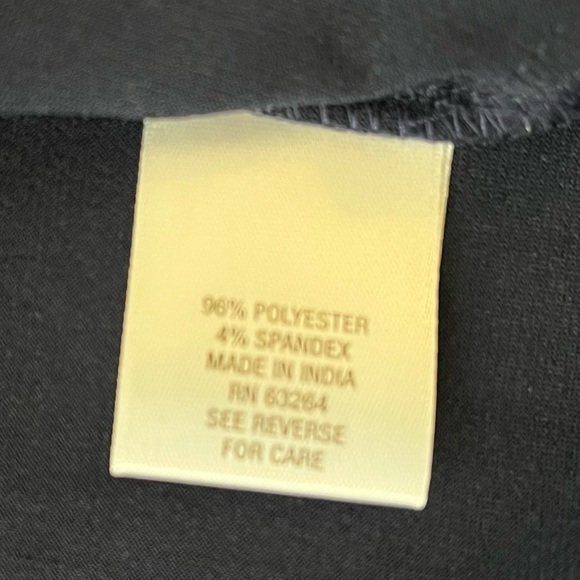 96% POLYESTER
4% SPANDEX
MADE IN INDIA
RN 63264
SEE REVERSE
FOR CARE